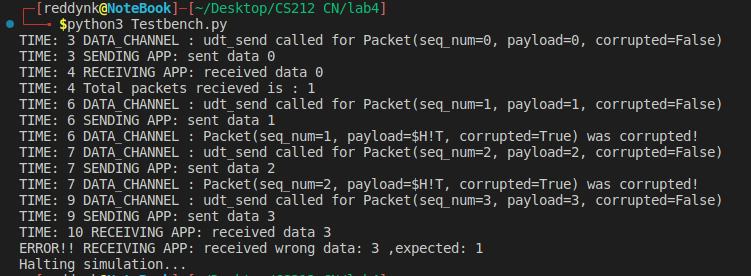 [reddynk@NoteBook]-[~/Desktop/CS212 CN/lab4]
$python3 Testbench.py
TIME: 3 DATA_CHANNEL : udt_send called for Packet(seq_num=0, payload=0, corrupted=False)
TIME: 3 SENDING APP: sent data 0
TIME: 4 RECEIVING APP: received data 0
TIME: 4 Total packets recieved is : 1
TIME: 6 DATA_CHANNEL : udt_send called for Packet(seq_num=1, payload=1, corrupted=False)
TIME: 6 SENDING APP: sent data 1
TIME: 6 DATA_CHANNEL : Packet(seq_num=1, payload=$H!T, corrupted=True) was corrupted!
TIME: 7 DATA_CHANNEL : udt_send called for Packet(seq_num=2, payload=2, corrupted=False)
TIME: 7 SENDING APP: sent data 2
TIME: 7 DATA_CHANNEL : Packet(seq_num=2, payload=$H!T, corrupted=True) was corrupted!
TIME: 9 DATA_CHANNEL : udt_send called for Packet(seq_num=3, payload=3, corrupted=False)
TIME: 9 SENDING APP: sent data 3
TIME: 10 RECEIVING APP: received data 3
ERROR!! RECEIVING APP: received wrong data: 3 ,expected: 1
Halting simulation...